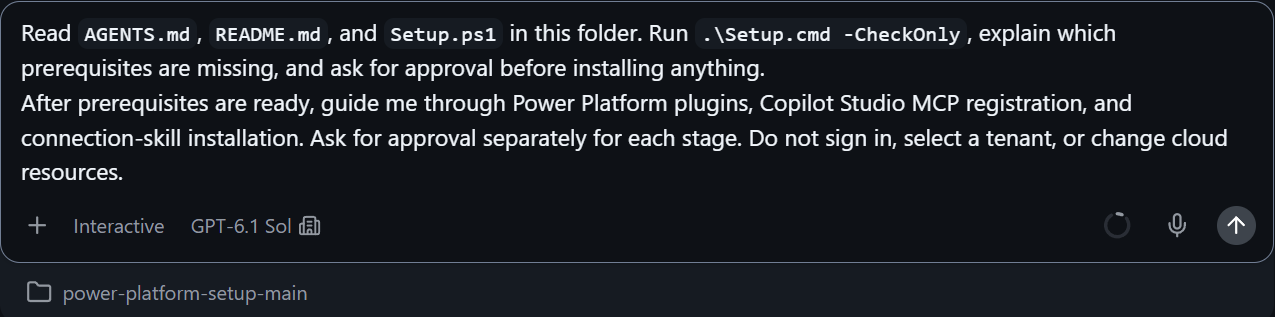 Read AGENTS.md, README.md, and Setup.ps1 in this folder. Run .\Setup.cmd -CheckOnly, explain which
prerequisites are missing, and ask for approval before installing anything.
After prerequisites are ready, guide me through Power Platform plugins, Copilot Studio MCP registration, and
connection-skill installation. Ask for approval separately for each stage. Do not sign in, select a tenant, or change cloud
resources.
Interactive GPT-6.1 Sol
power-platform-setup-main